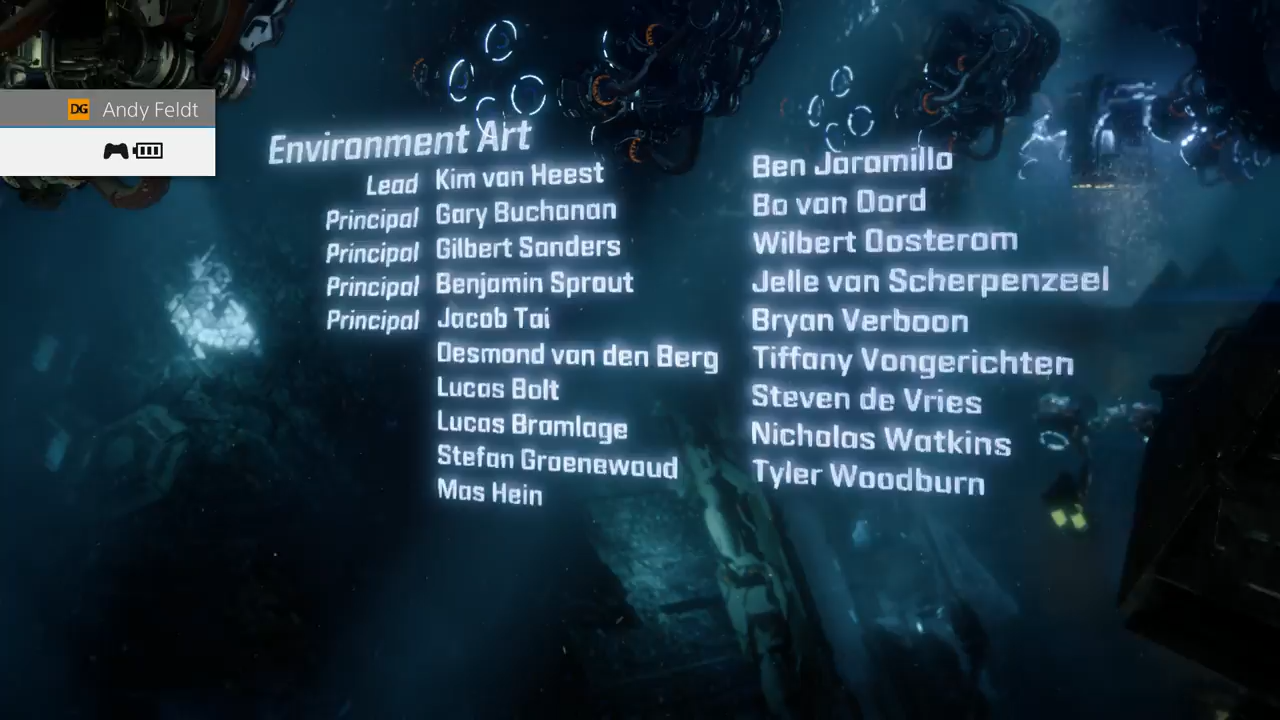 DG Andy Feldt
Environment Art
Lead Kim van Heest
Principal Gary Buchanan
Principal Gilbert Sanders
Principal Benjamin Sprout
Principal Jacob Tai
Desmond van den Berg
Lucas Bolt
Lucas Bramlage
Stefan Groenewoud
Mas Hein
Ben Jaramillo
Bo van Oord
Wilbert Oosterom
Jelle van Scherpenzeel
Bryan Verboon
Tiffany Vongerichten
Steven de Vries
Nicholas Watkins
Tyler Woodburn